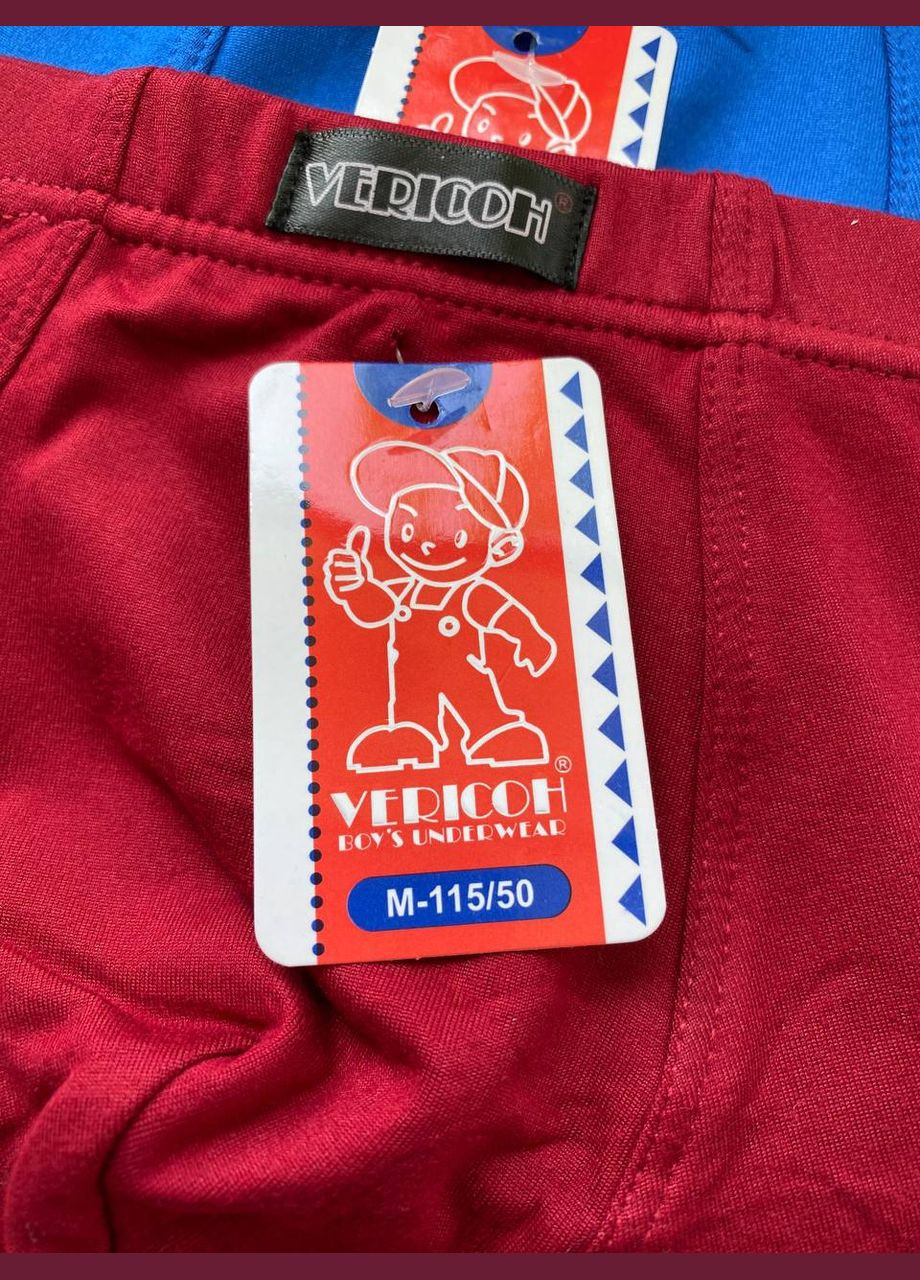 VERICOH ®
®
VERICOH
BOY'S UNDERWEAR
M-115/50